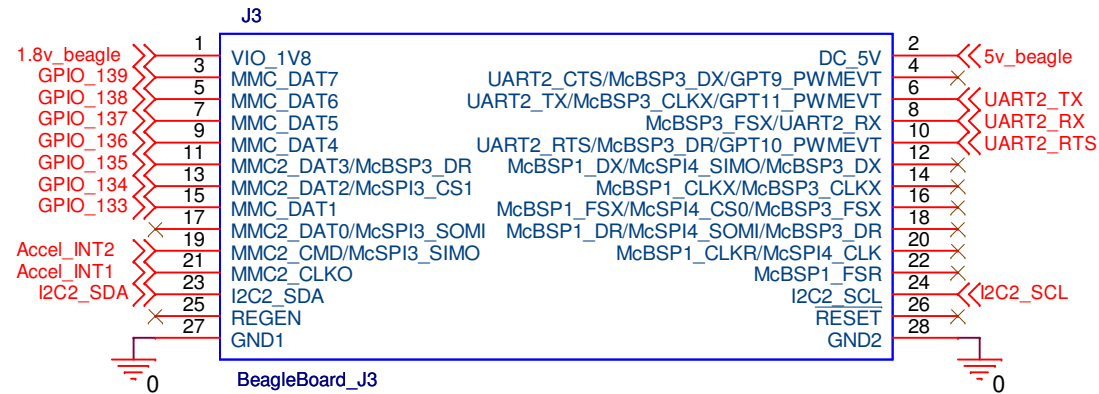 J3
1.8v_beagle 1 VIO_1V8 DC_5V 2 5v_beagle
GPIO_139 3 MMC_DAT7 UART2_CTS/McBSP3_DX/GPT9_PWMEVT 4
GPIO_138 5 MMC_DAT6 UART2_TX/McBSP3_CLKX/GPT11_PWMEVT 6 UART2_TX
GPIO_137 7 MMC_DAT5 McBSP3_FSX/UART2_RX 8 UART2_RX
GPIO_136 9 MMC_DAT4 UART2_RTS/McBSP3_DR/GPT10_PWMEVT 10 UART2_RTS
GPIO_135 11 MMC2_DAT3/McBSP3_DR McBSP1_DX/McSPI4_SIMO/McBSP3_DX 12
GPIO_134 13 MMC2_DAT2/McSPI3_CS1 McBSP1_CLKX/McBSP3_CLKX 14
GPIO_133 15 MMC_DAT1 McBSP1_FSX/McSPI4_CS0/McBSP3_FSX 16
17 MMC2_DAT0/McSPI3_SOMI McBSP1_DR/McSPI4_SOMI/McBSP3_DR 18
Accel_INT2 19 MMC2_CMD/McSPI3_SIMO McBSP1_CLKR/McSPI4_CLK 20
Accel_INT1 21 MMC2_CLKO McBSP1_FSR 22
I2C2_SDA 23 I2C2_SDA I2C2_SCL 24 I2C2_SCL
25 REGEN RESET 26
27 GND1 GND2 28
0 BeagleBoard_J3 0